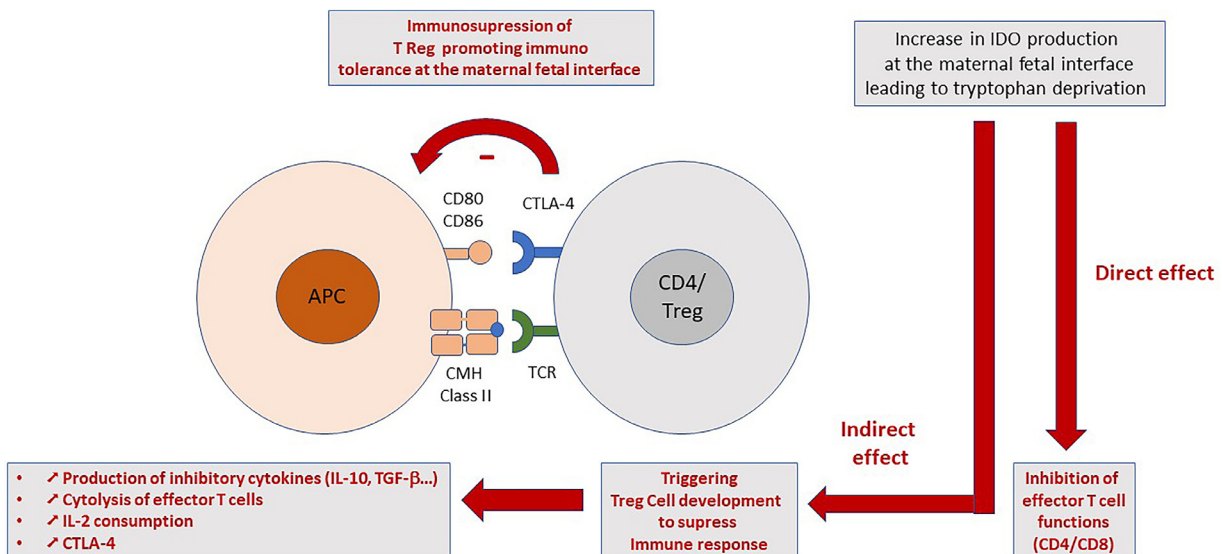 Immunosupression of
T Reg promoting immuno
tolerance at the maternal fetal interface
Increase in IDO production
at the maternal fetal interface
leading to tryptophan deprivation
-
CD80
CD86
CTLA-4
APC
CD4/
Treg
Direct effect
CMH
Class II
TCR
Indirect
effect
• ↗ Production of inhibitory cytokines (IL-10, TGF-β...)
• ↗ Cytolysis of effector T cells
• ↗ IL-2 consumption
• ↗ CTLA-4
Triggering
Treg Cell development
to supress
Immune response
Inhibition of
effector T cell
functions
(CD4/CD8)